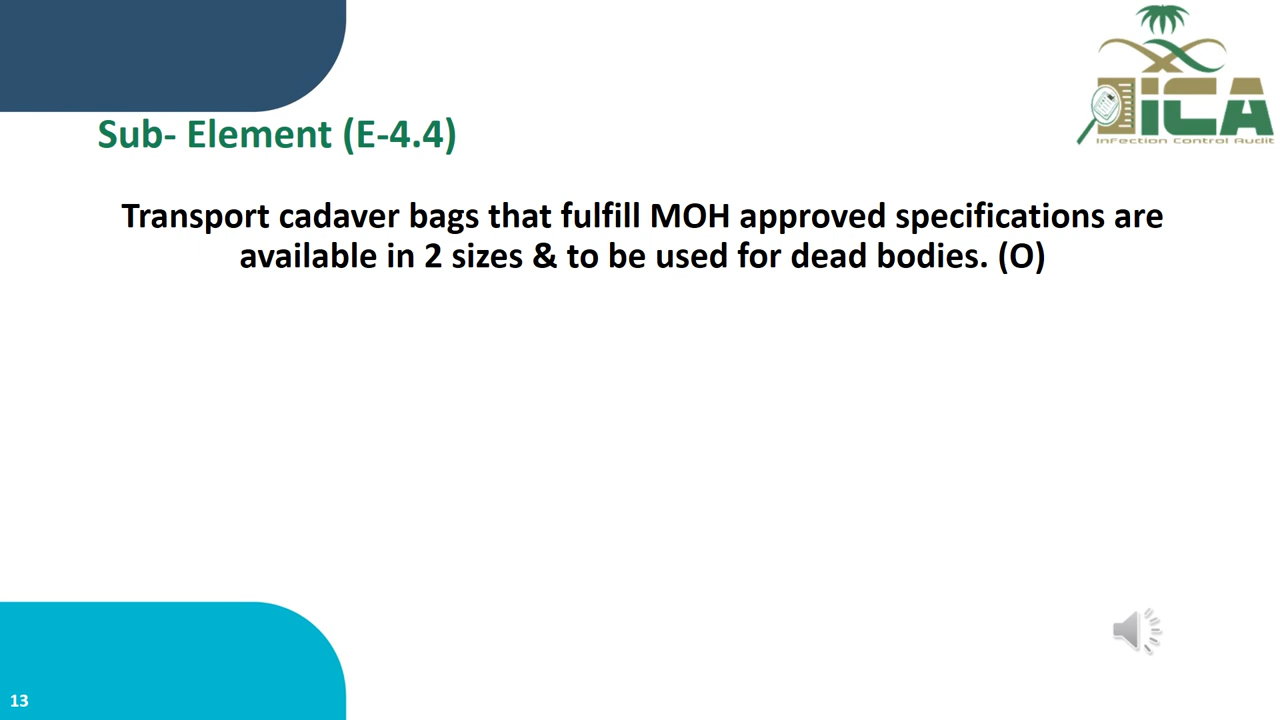 iCA
Infection Control Audit
Sub- Element (E-4.4)
Transport cadaver bags that fulfill MOH approved specifications are
available in 2 sizes & to be used for dead bodies. (O)
13